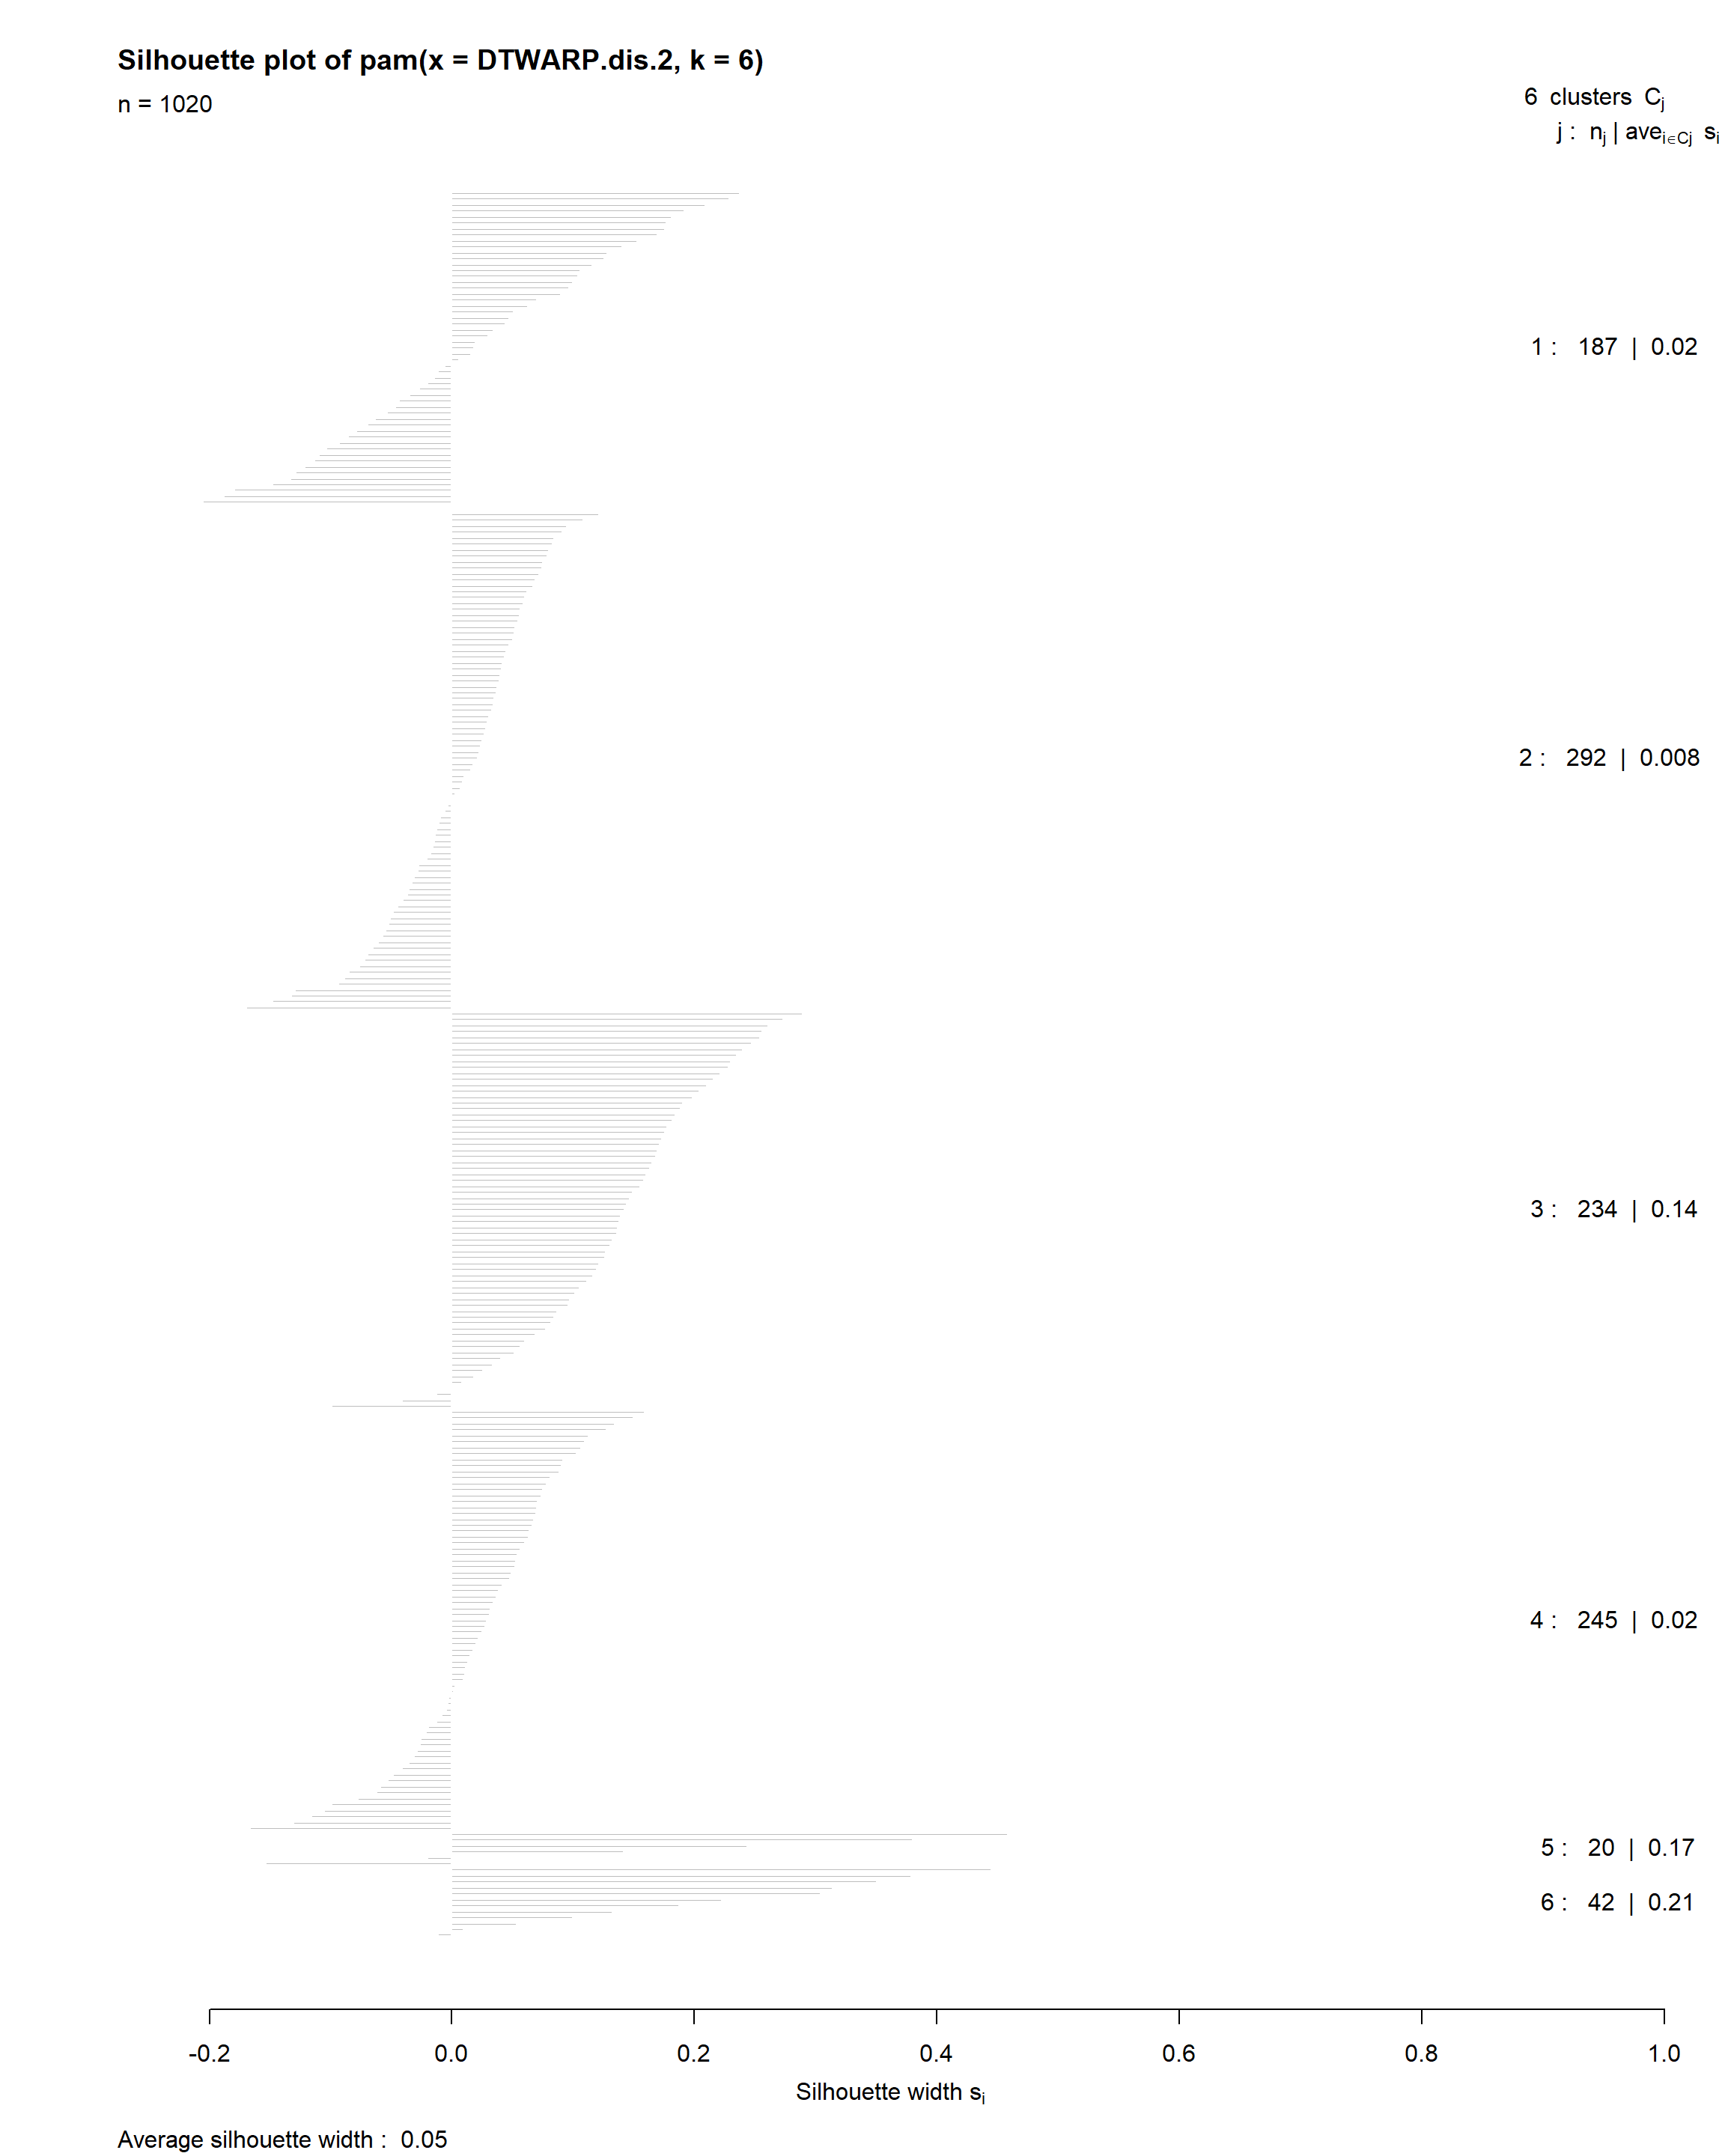 Silhouette plot of pam(x = DTWARP.dis.2, k = 6)
n = 1020
6 clusters Cj
j : nj | avei∈Cj si
1 : 187 | 0.02
2 : 292 | 0.008
3 : 234 | 0.14
4 : 245 | 0.02
5 : 20 | 0.17
6 : 42 | 0.21
-0.2 0.0 0.2 0.4 0.6 0.8 1.0
Silhouette width si
Average silhouette width : 0.05